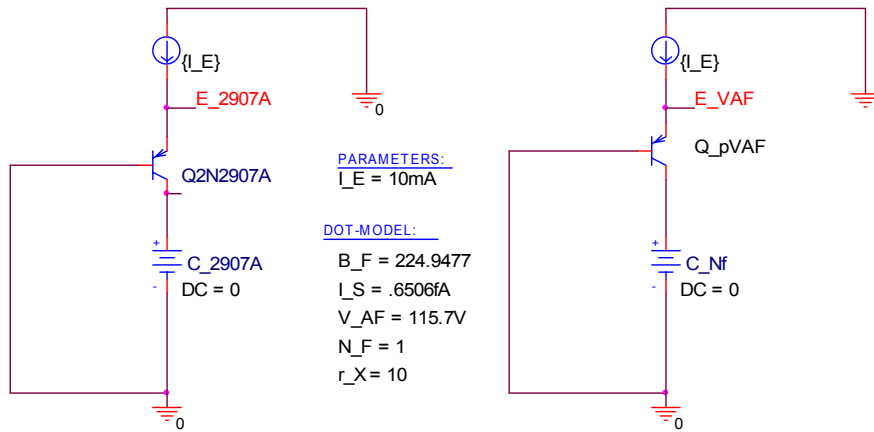 {I_E}
E_2907A
0
Q2N2907A
+
C_2907A
-
DC = 0
0
PARAMETERS:
I_E = 10mA
DOT-MODEL:
B_F = 224.9477
I_S = .6506fA
V_AF = 115.7V
N_F = 1
r_X = 10
{I_E}
E_VAF
Q_pVAF
+
C_Nf
-
DC = 0
0